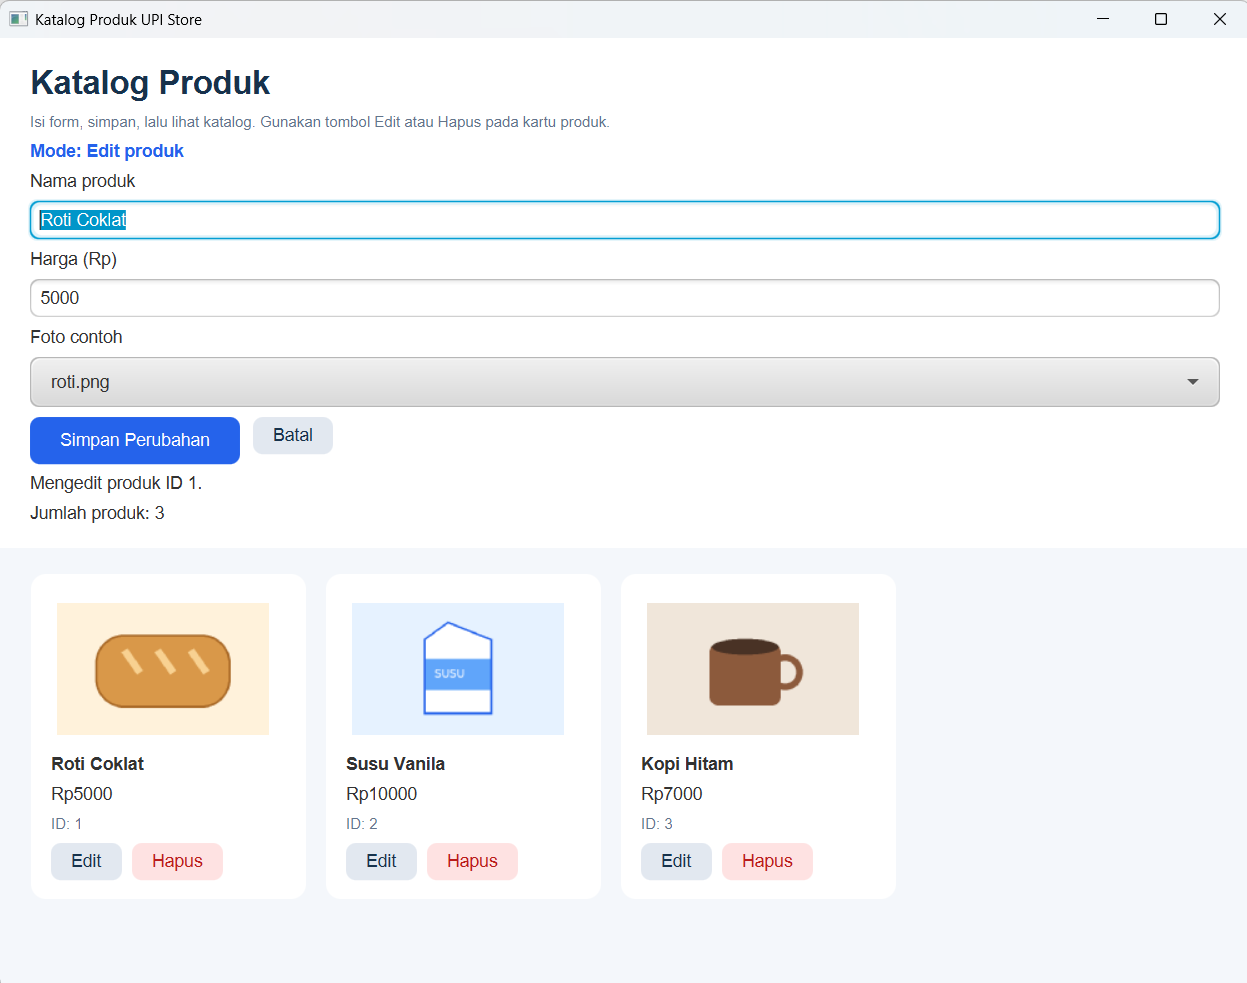 Katalog Produk UPI Store
Katalog Produk
Isi form, simpan, lalu lihat katalog. Gunakan tombol Edit atau Hapus pada kartu produk.
Mode: Edit produk
Nama produk
Roti Coklat
Harga (Rp)
5000
Foto contoh
roti.png
Simpan Perubahan Batal
Mengedit produk ID 1.
Jumlah produk: 3
SUSU
Roti Coklat
Rp5000
ID: 1
Edit Hapus
Susu Vanila
Rp10000
ID: 2
Edit Hapus
Kopi Hitam
Rp7000
ID: 3
Edit Hapus